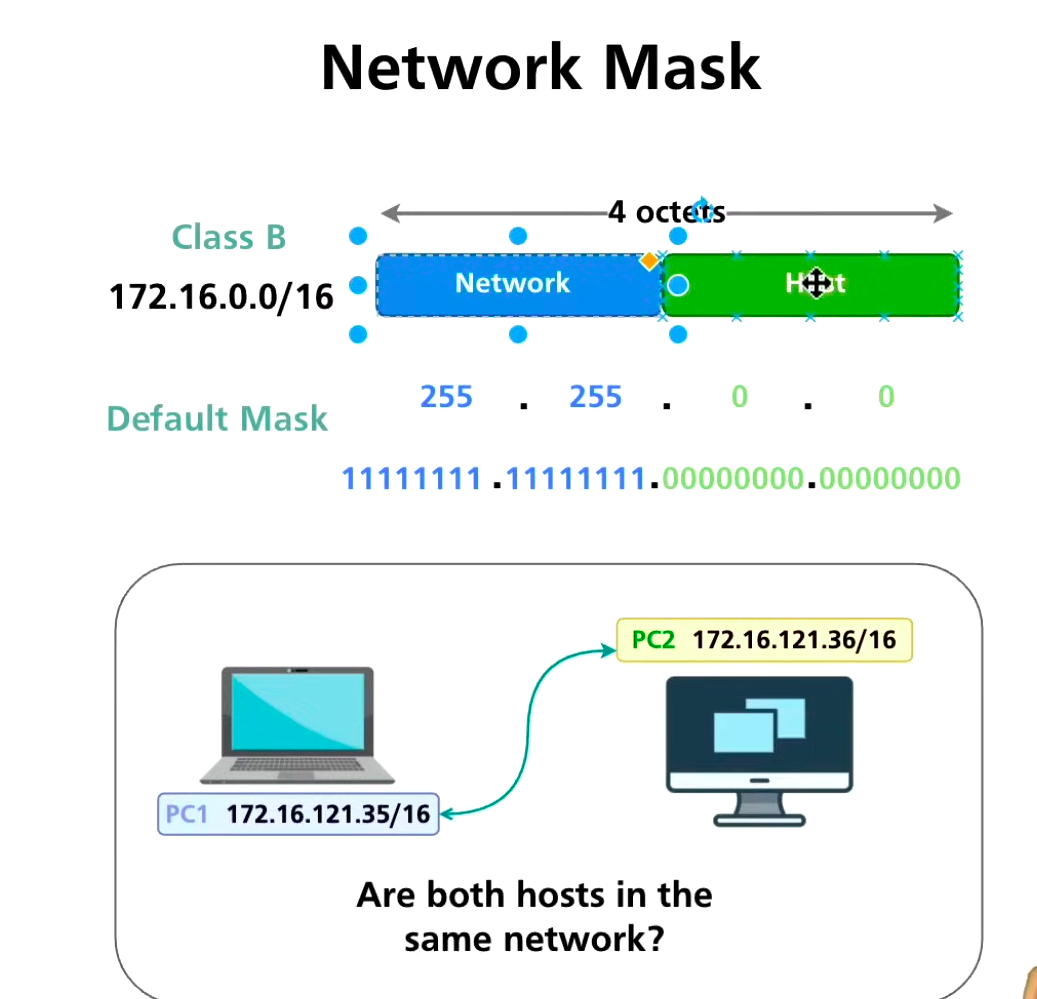 Network Mask
4 octets
Class B
172.16.0.0/16
Network
Host
Default Mask
255 . 255 . 0 . 0
11111111 .11111111.00000000.00000000
PC2 172.16.121.36/16
PC1 172.16.121.35/16
Are both hosts in the
same network?